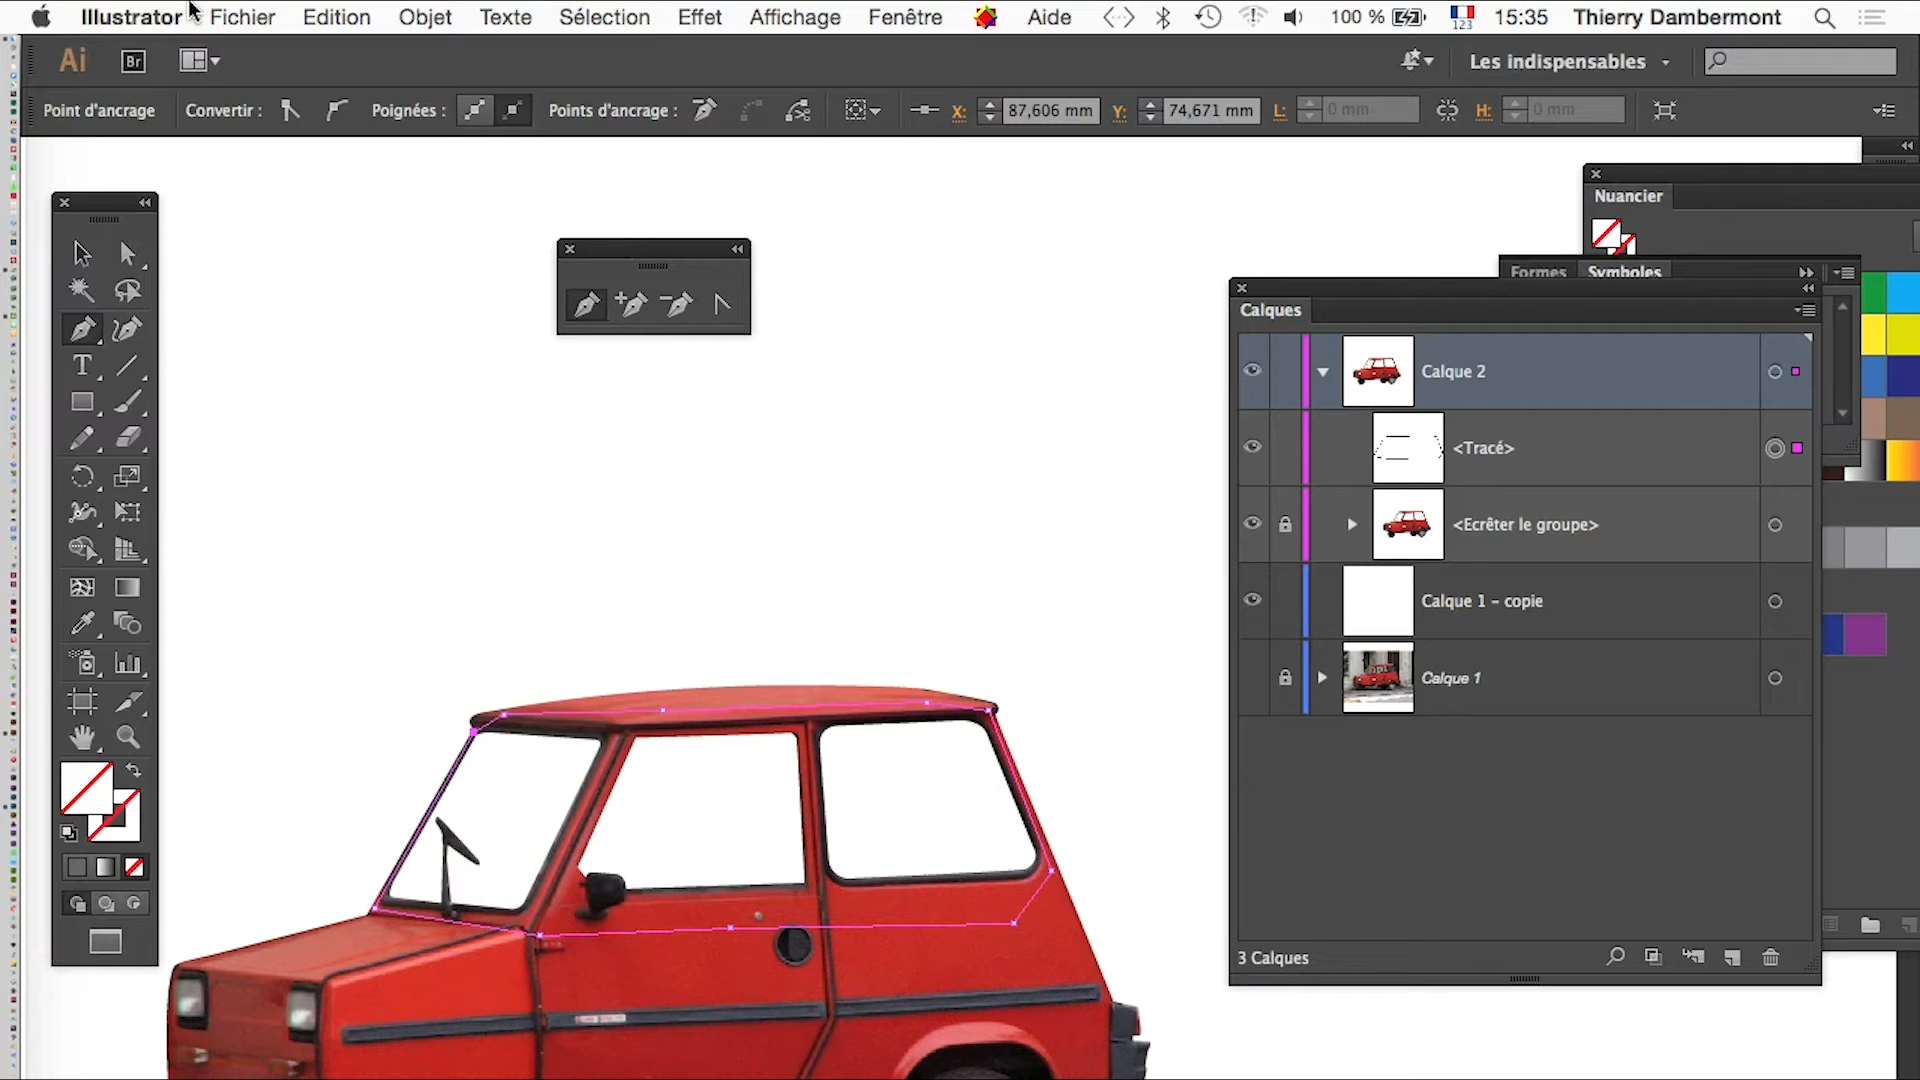 Illustrator Fichier Edition Objet Texte Sélection Effet Affichage Fenêtre Aide 100 % 123 15:35 Thierry Dambermont
Ai Br Les indispensables
Point d'ancrage Convertir : Poignées : Points d'ancrage : X: 87,606 mm Y: 74,671 mm L: 0 mm H: 0 mm
Nuancier
Formes Symboles
Calques
Calque 2
<Tracé>
<Ecrêter le groupe>
Calque 1 – copie
Calque 1
3 Calques